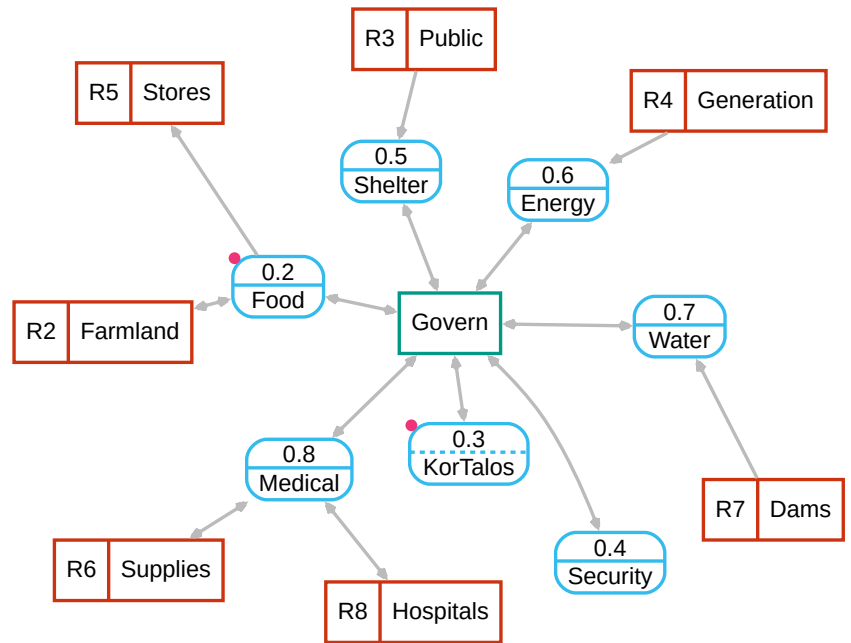 R3 Public
R5 Stores
R4 Generation
0.5
Shelter
0.6
Energy
0.2
Food
R2 Farmland
Govern
0.7
Water
0.3
KorTalos
0.8
Medical
R7 Dams
0.4
Security
R6 Supplies
R8 Hospitals